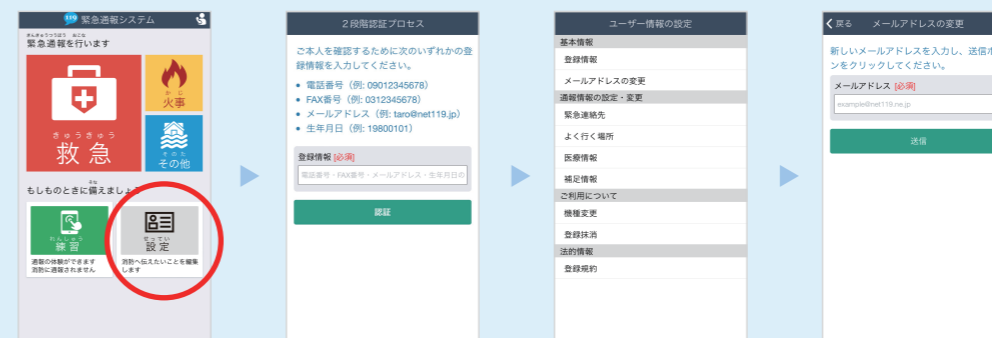 119 緊急通報システム
きんきゅうつうほう おこな
緊急通報を行います
きゅうきゅう
救急
かじ
火事
そのた
その他
そな
もしものときに備えましょう
れんしゅう
練習
通報の体験ができます
消防に通報されません
せってい
設定
消防へ伝えたいことを編集
します
2段階認証プロセス
ご本人を確認するために次のいずれかの登
録情報を入力してください。
• 電話番号（例: 09012345678）
• FAX番号（例: 0312345678）
• メールアドレス（例: taro@net119.jp）
• 生年月日（例: 19800101）
登録情報 [必須]
電話番号・FAX番号・メールアドレス・生年月日の
認証
ユーザー情報の設定
基本情報
登録情報
メールアドレスの変更
通報情報の設定・変更
緊急連絡先
よく行く場所
医療情報
補足情報
ご利用について
機種変更
登録抹消
法的情報
登録規約
戻る メールアドレスの変更
新しいメールアドレスを入力し、送信ボ
ンをクリックしてください。
メールアドレス [必須]
example@net119.ne.jp
送信